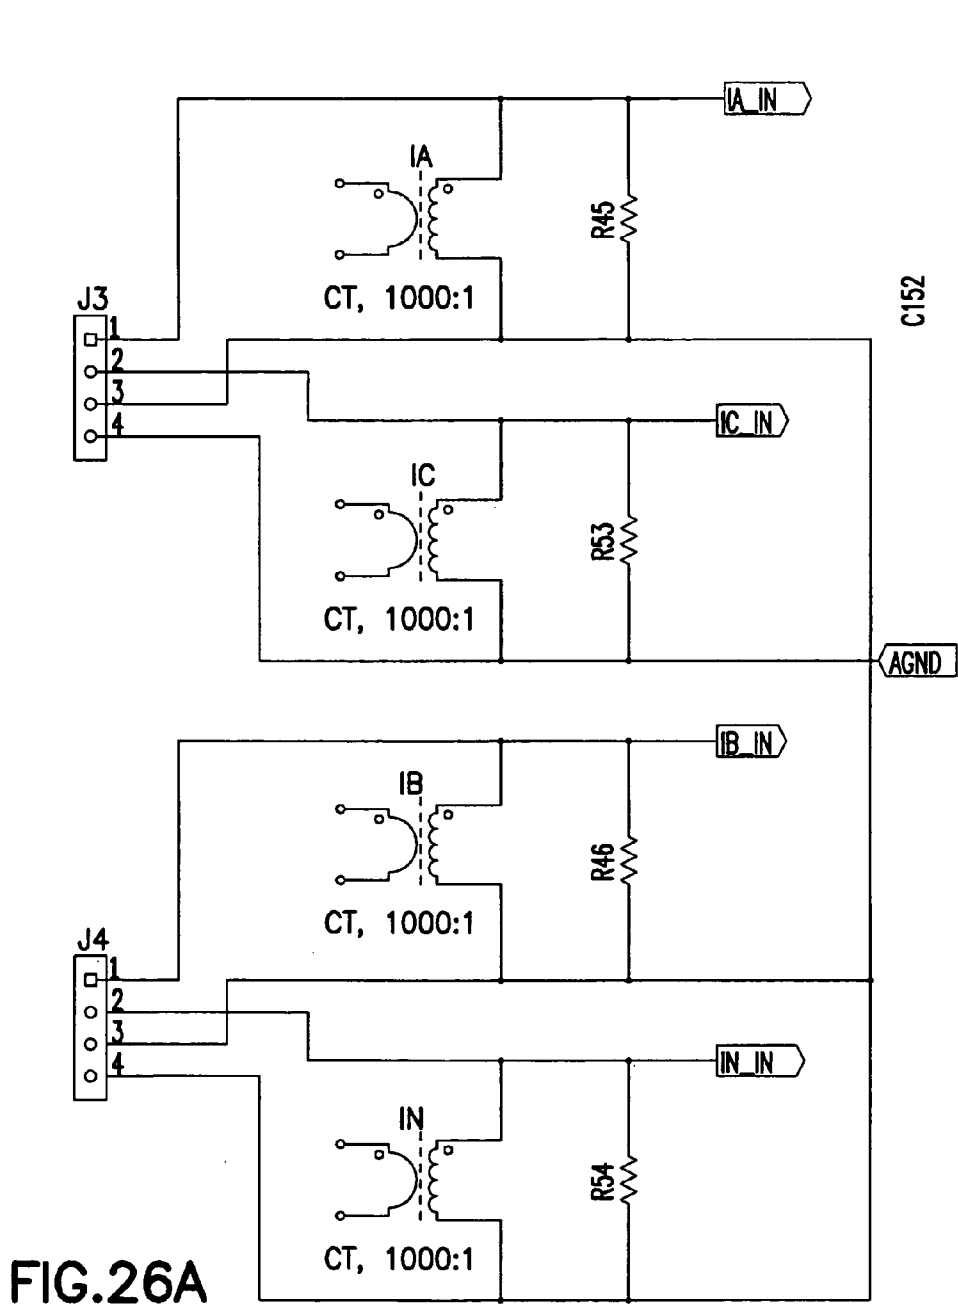 IA_IN
IA
R45
CT, 1000:1
C152
J3
1
2
3
4
IC_IN
IC
R53
CT, 1000:1
AGND
IB_IN
IB
R46
CT, 1000:1
J4
1
2
3
4
IN_IN
IN
R54
CT, 1000:1
FIG.26A